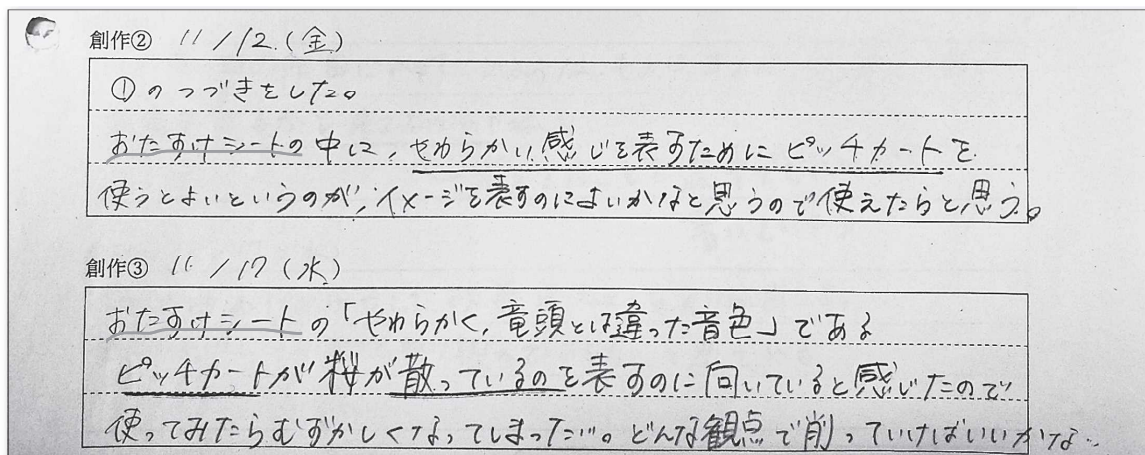 創作② 11/12.(金)
①のつづきをした。
おたすけシートの中に、やわらかい感じを表すためにピッチカートを
使うとよいというのが、イメージを表すのによいかなと思うので使えたらと思う。
創作③ 11/17(水)
おたすけシートの「やわらかく、竜頭とは違った音色」である
ピッチカートが桜が散っているのを表すのに向いていると感じたので
使ってみたらむずかしくなってしまった…。どんな観点で削っていけばいいかな…